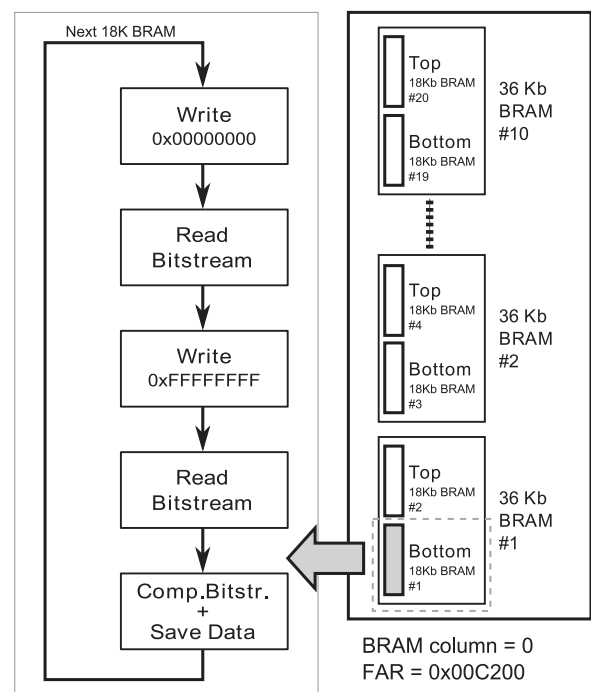 Next 18K BRAM
Write
0x00000000
Read
Bitstream
Write
0xFFFFFFFF
Read
Bitstream
Comp.Bitstr.
+
Save Data
Top
18Kb BRAM
#20
Bottom
18Kb BRAM
#19
36 Kb
BRAM
#10
Top
18Kb BRAM
#4
Bottom
18Kb BRAM
#3
36 Kb
BRAM
#2
Top
18Kb BRAM
#2
Bottom
18Kb BRAM
#1
36 Kb
BRAM
#1
BRAM column = 0
FAR = 0x00C200